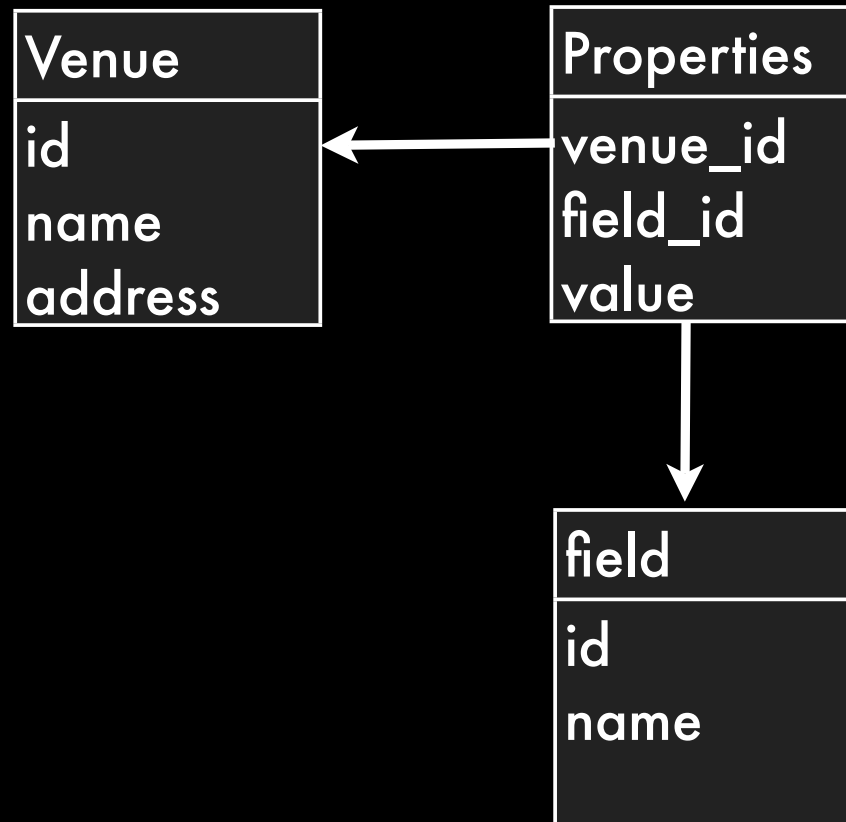 Venue
id
name
address
Properties
venue_id
field_id
value
field
id
name